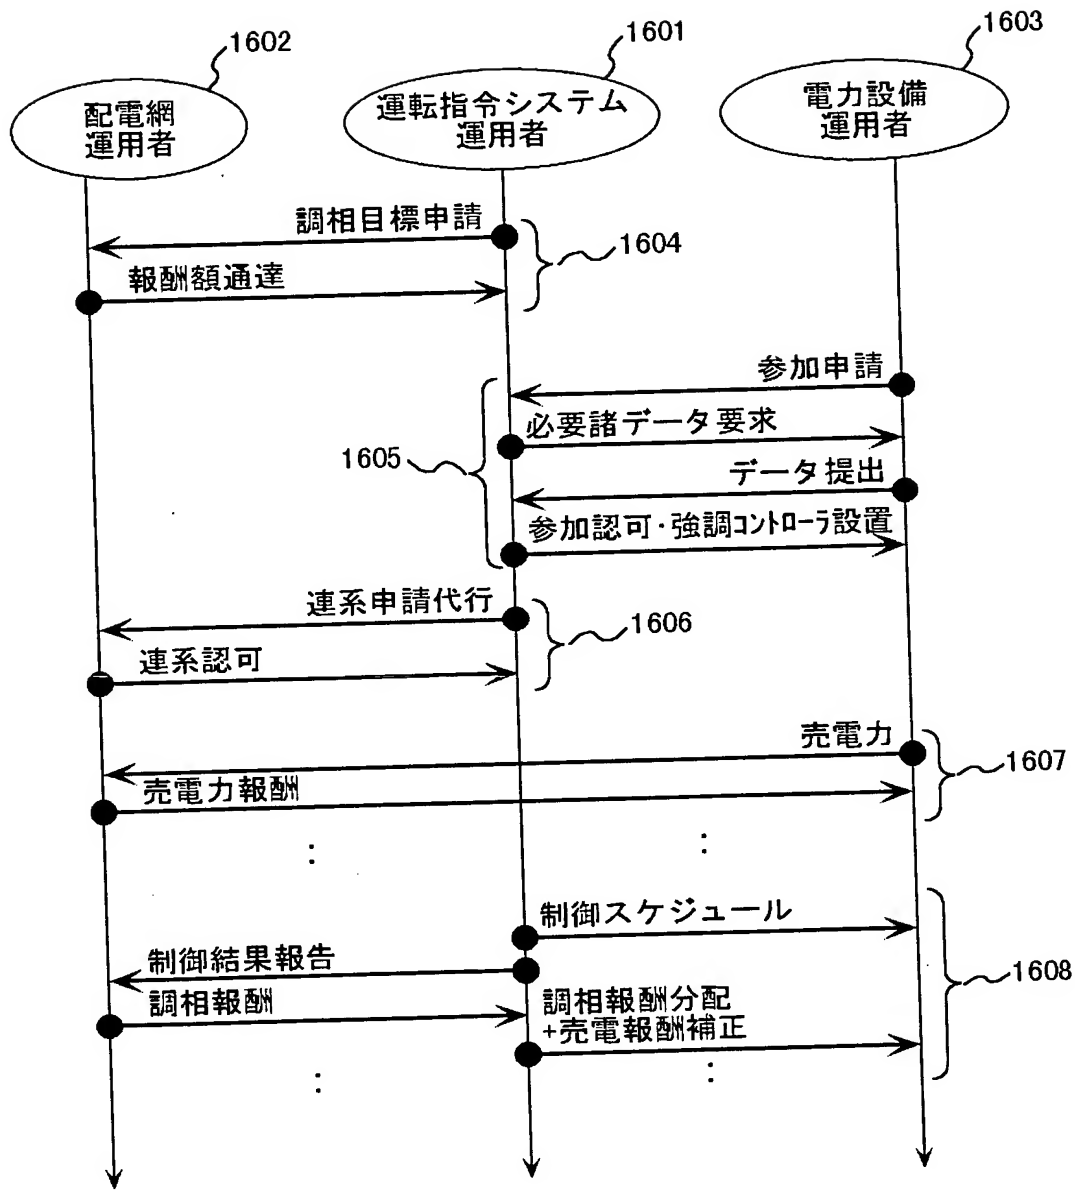 1602
1601
1603
配電網
運用者
運転指令システム
運用者
電力設備
運用者
調相目標申請
1604
報酬額通達
参加申請
必要諸データ要求
1605
データ提出
参加認可・強調コントローラ設置
連系申請代行
1606
連系認可
売電力
1607
売電力報酬
:
:
制御スケジュール
制御結果報告
1608
調相報酬
調相報酬分配
+売電報酬補正
:
: